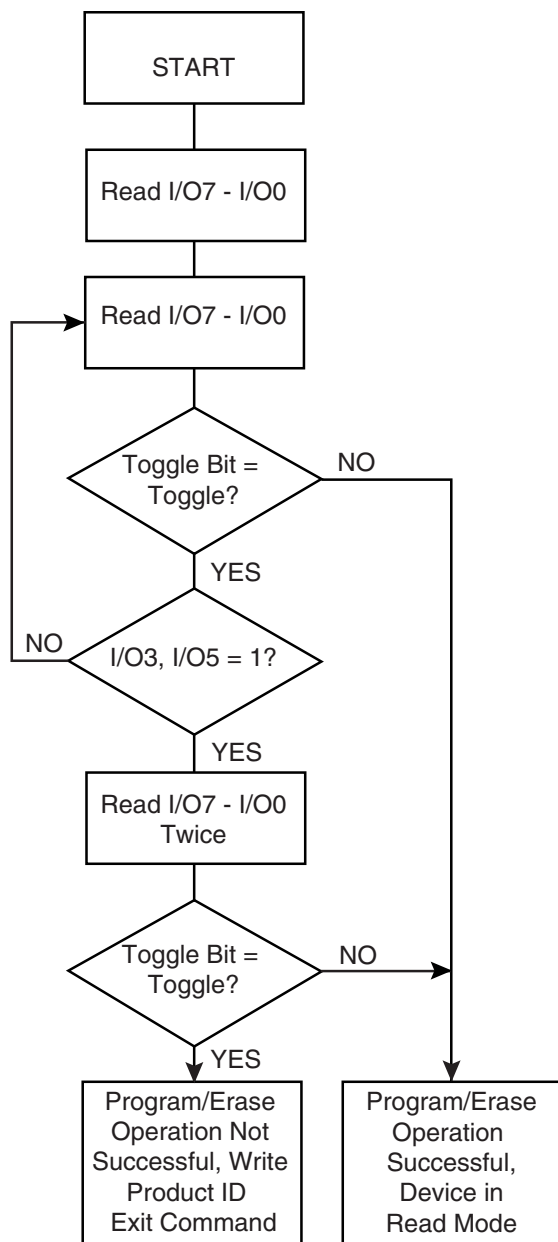 START
Read I/O7 - I/O0
Read I/O7 - I/O0
Toggle Bit =
Toggle?
NO
YES
NO
I/O3, I/O5 = 1?
YES
Read I/O7 - I/O0
Twice
Toggle Bit =
Toggle?
NO
YES
Program/Erase
Operation Not
Successful, Write
Product ID
Exit Command
Program/Erase
Operation
Successful,
Device in
Read Mode